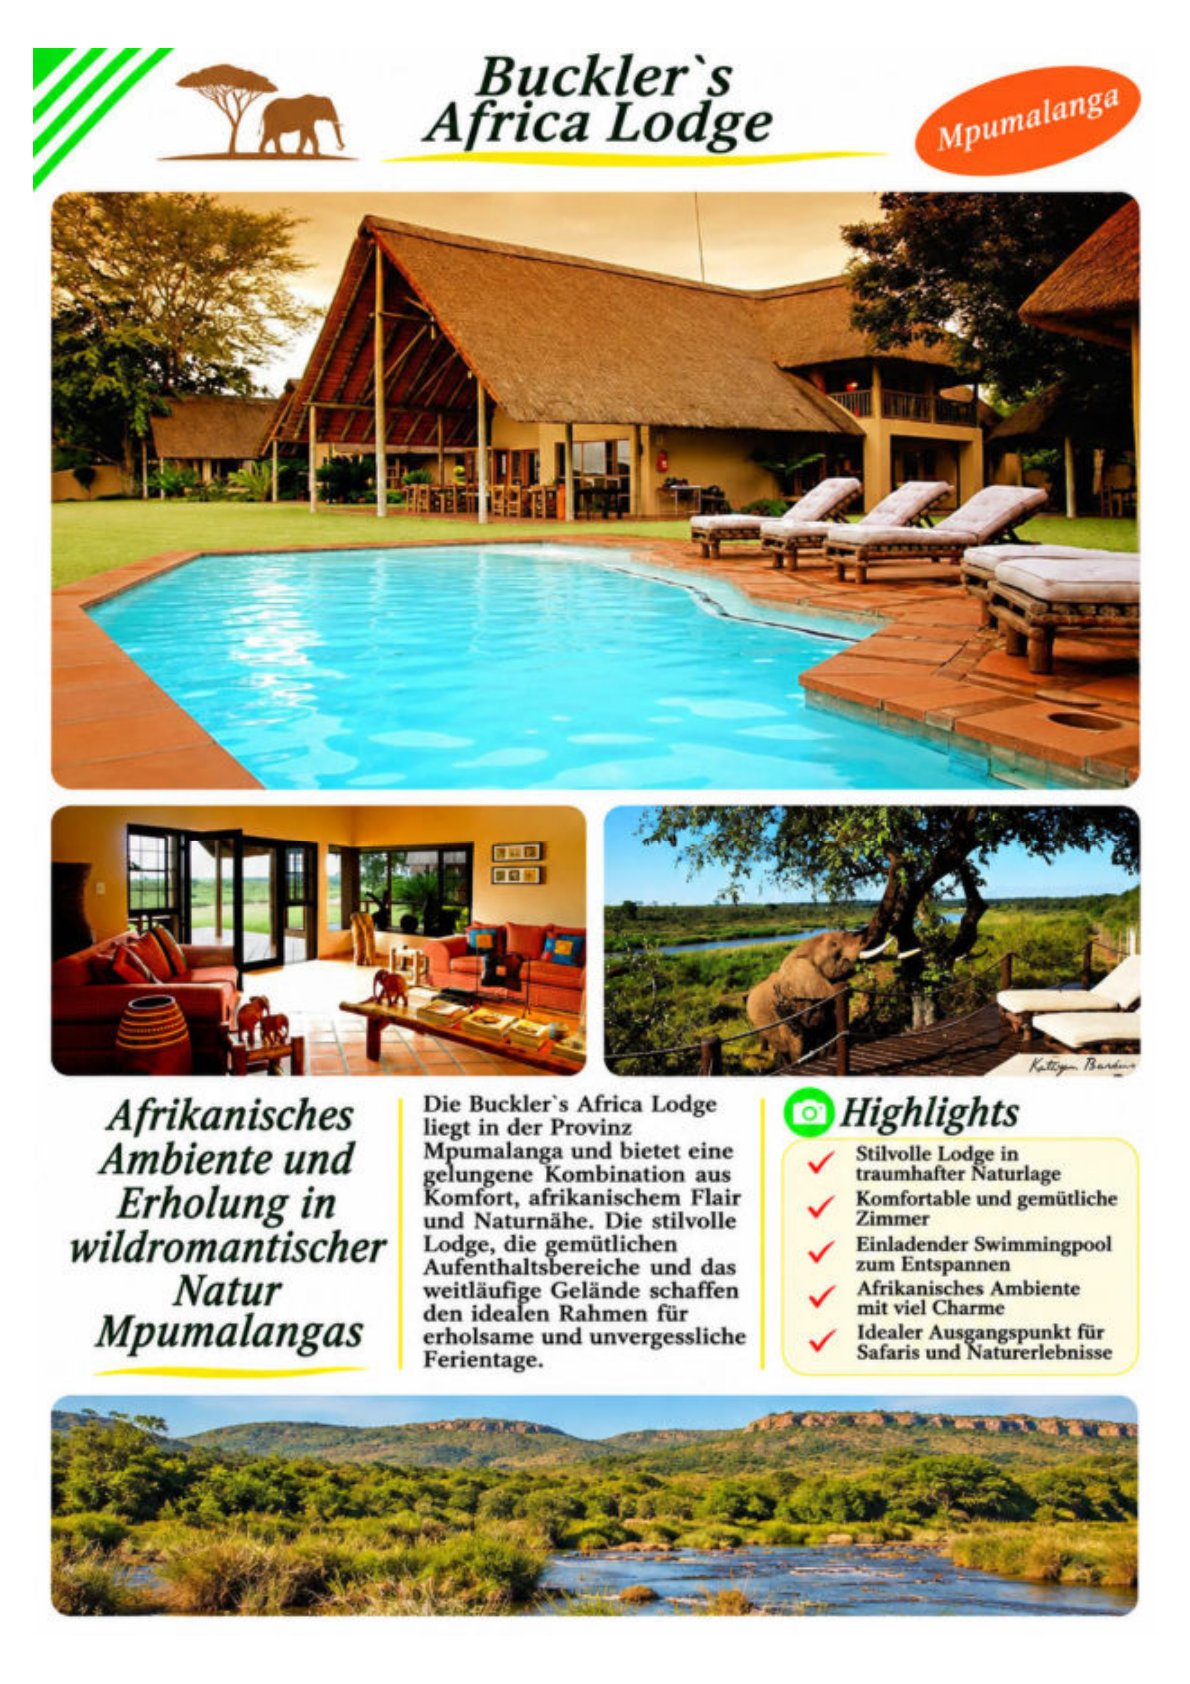 Buckler`s
Africa Lodge
Mpumalanga
Afrikanisches
Ambiente und
Erholung in
wildromantischer
Natur
Mpumalangas
Die Buckler`s Africa Lodge
liegt in der Provinz
Mpumalanga und bietet eine
gelungene Kombination aus
Komfort, afrikanischem Flair
und Naturnähe. Die stilvolle
Lodge, die gemütlichen
Aufenthaltsbereiche und das
weitläufige Gelände schaffen
den idealen Rahmen für
erholsame und unvergessliche
Ferientage.
Highlights
Stilvolle Lodge in
traumhafter Naturlage
Komfortable und gemütliche
Zimmer
Einladender Swimmingpool
zum Entspannen
Afrikanisches Ambiente
mit viel Charme
Idealer Ausgangspunkt für
Safaris und Naturerlebnisse